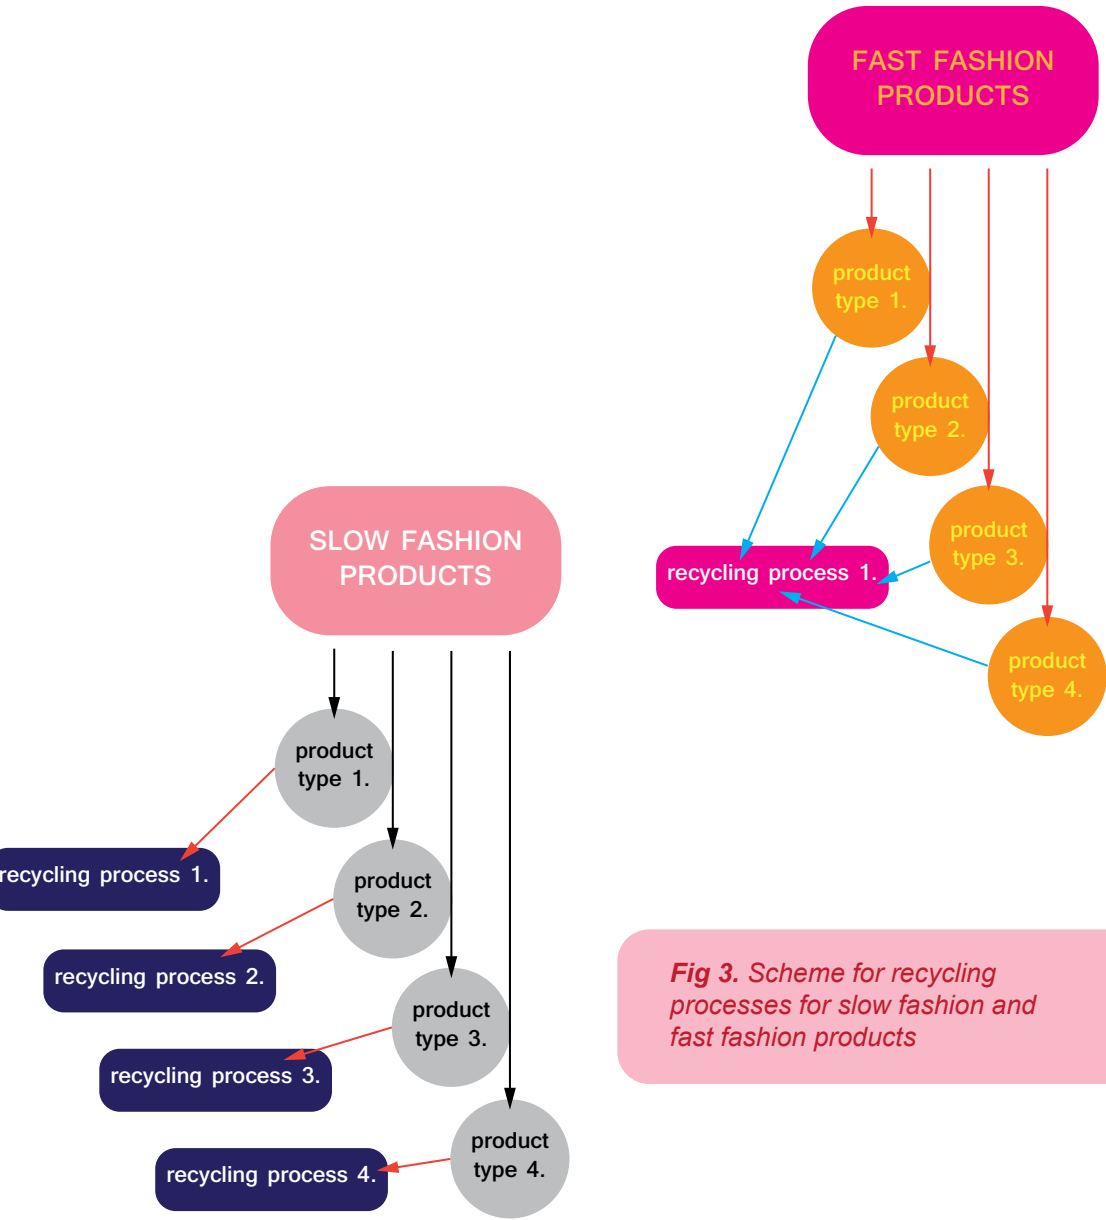 FAST FASHION
PRODUCTS
product
type 1.
product
type 2.
product
type 3.
product
type 4.
recycling process 1.
SLOW FASHION
PRODUCTS
product
type 1.
product
type 2.
product
type 3.
product
type 4.
recycling process 1.
recycling process 2.
recycling process 3.
recycling process 4.
Fig 3. Scheme for recycling
processes for slow fashion and
fast fashion products